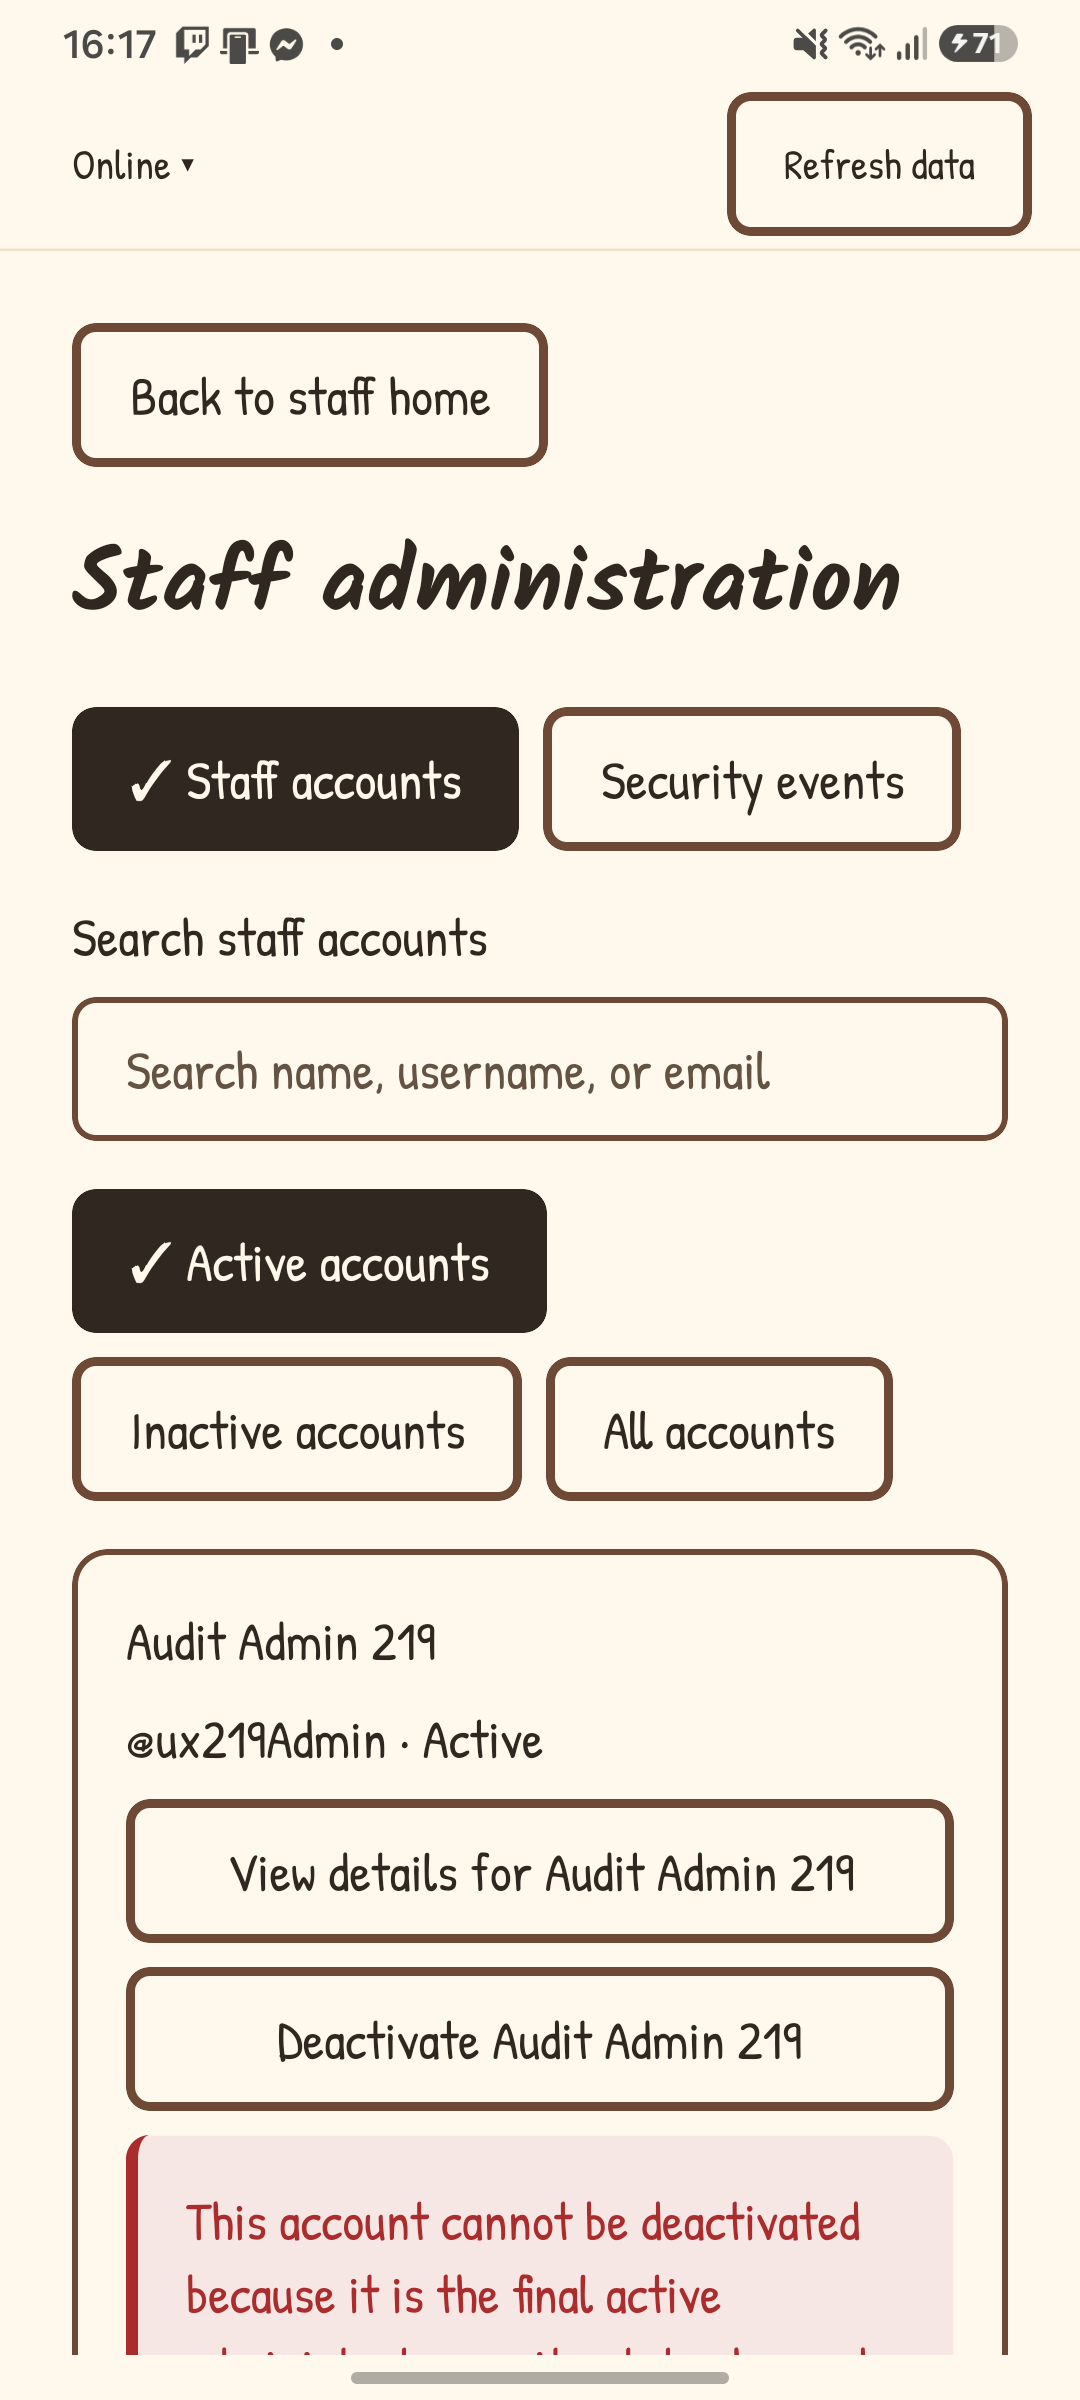 16:17
71
Online ▾
Refresh data
Back to staff home
Staff administration
✓ Staff accounts
Security events
Search staff accounts
Search name, username, or email
✓ Active accounts
Inactive accounts
All accounts
Audit Admin 219
@ux219Admin · Active
View details for Audit Admin 219
Deactivate Audit Admin 219
This account cannot be deactivated
because it is the final active